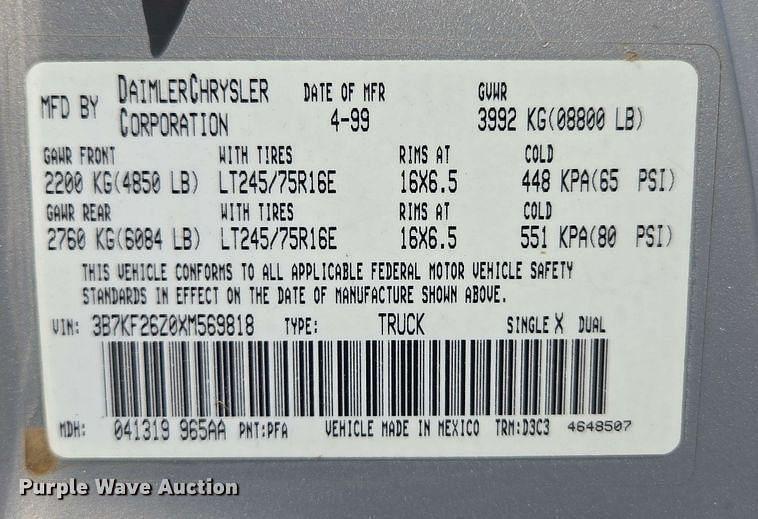 MFD BY DAIMLERCHRYSLER CORPORATION DATE OF MFR 4-99 GVWR 3992 KG(08800 LB)
GAWR FRONT WITH TIRES RIMS AT COLD
2200 KG(4850 LB) LT245/75R16E 16X6.5 448 KPA(65 PSI)
GAWR REAR WITH TIRES RIMS AT COLD
2760 KG(6084 LB) LT245/75R16E 16X6.5 551 KPA(80 PSI)
THIS VEHICLE CONFORMS TO ALL APPLICABLE FEDERAL MOTOR VEHICLE SAFETY
STANDARDS IN EFFECT ON THE DATE OF MANUFACTURE SHOWN ABOVE.
VIN: 3B7KF26Z0XM569818 TYPE: TRUCK SINGLE X DUAL
MDH: 041319 965AA PNT:PFA VEHICLE MADE IN MEXICO TRM:D3C3 4648507
Purple Wave Auction